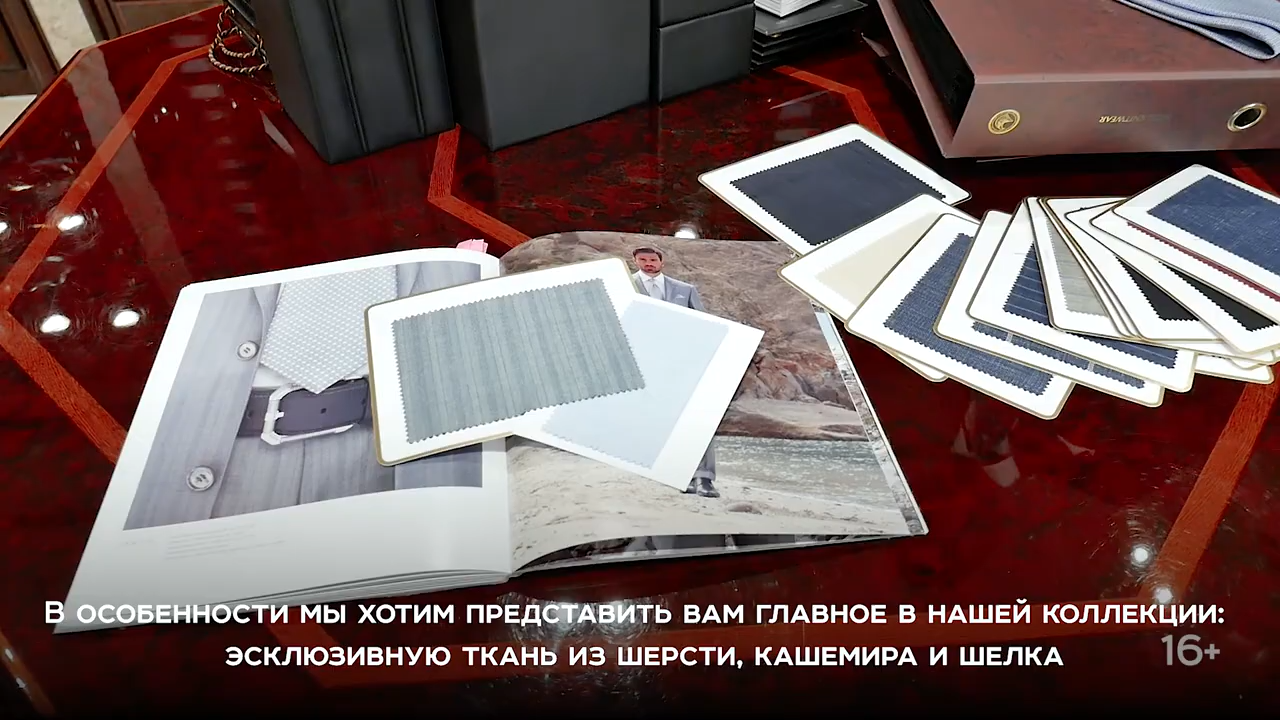 В ОСОБЕННОСТИ МЫ ХОТИМ ПРЕДСТАВИТЬ ВАМ ГЛАВНОЕ В НАШЕЙ КОЛЛЕКЦИИ:
ЭСКЛЮЗИВНУЮ ТКАНЬ ИЗ ШЕРСТИ, КАШЕМИРА И ШЕЛКА
16+